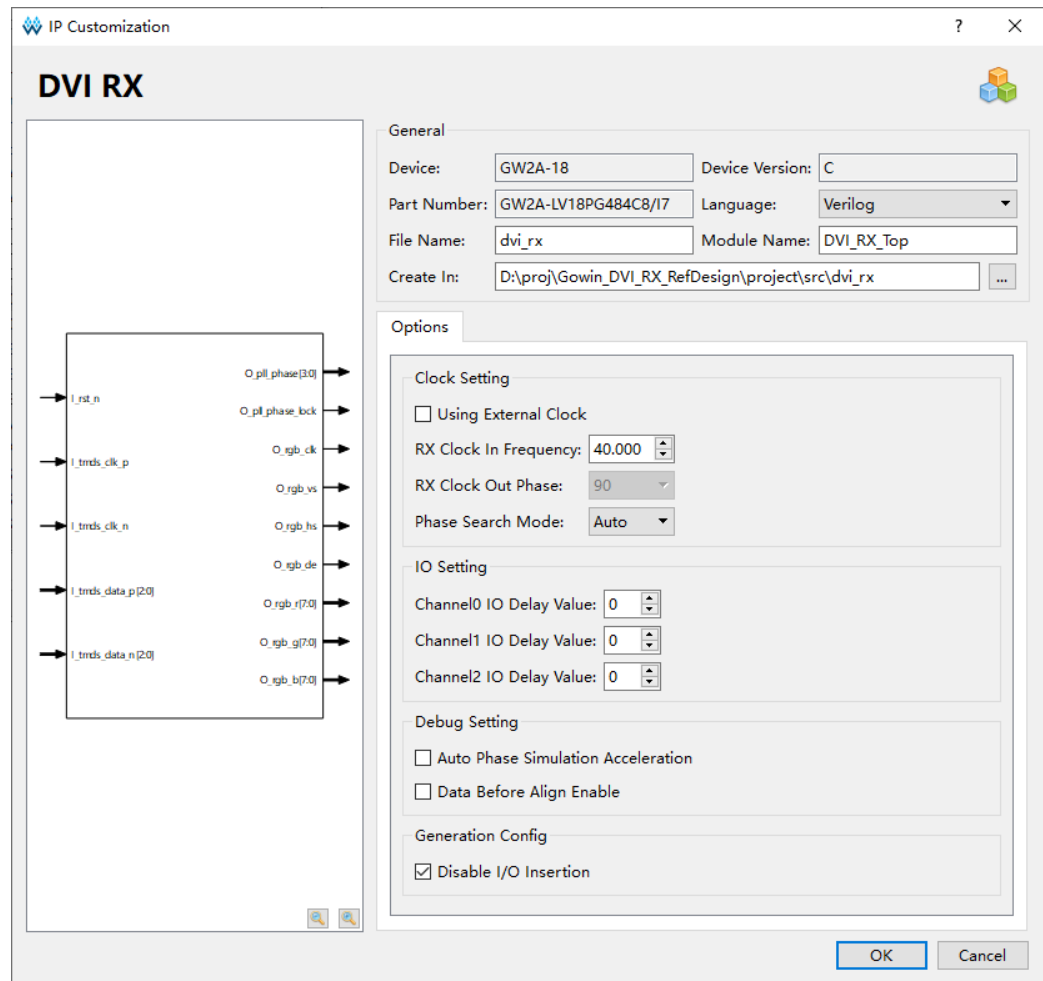 IP Customization
?
DVI RX
General
Device: GW2A-18 Device Version: C
Part Number: GW2A-LV18PG484C8/I7 Language: Verilog
File Name: dvi_rx Module Name: DVI_RX_Top
Create In: D:\proj\Gowin_DVI_RX_RefDesign\project\src\dvi_rx ...
Options
O_pll_phase[3:0]
I_rst_n
O_pll_phase_lock
O_rgb_clk
I_tmds_clk_p
O_rgb_vs
I_tmds_clk_n
O_rgb_hs
O_rgb_de
I_tmds_data_p[2:0]
O_rgb_r[7:0]
O_rgb_g[7:0]
I_tmds_data_n[2:0]
O_rgb_b[7:0]
Clock Setting
Using External Clock
RX Clock In Frequency: 40.000
RX Clock Out Phase: 90
Phase Search Mode: Auto
IO Setting
Channel0 IO Delay Value: 0
Channel1 IO Delay Value: 0
Channel2 IO Delay Value: 0
Debug Setting
Auto Phase Simulation Acceleration
Data Before Align Enable
Generation Config
Disable I/O Insertion
OK Cancel